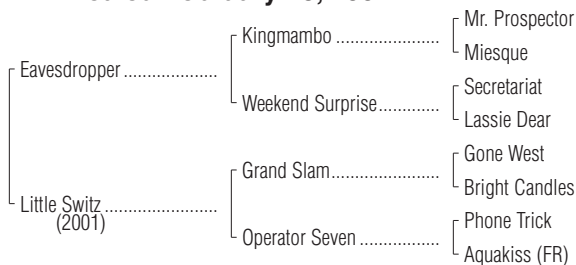 Mr. Prospector
Kingmambo ....................
Miesque
Eavesdropper ..................
Secretariat
Weekend Surprise.............
Lassie Dear
Gone West
Grand Slam......................
Bright Candles
Little Switz ......................
(2001)
Phone Trick
Operator Seven ................
Aquakiss (FR)